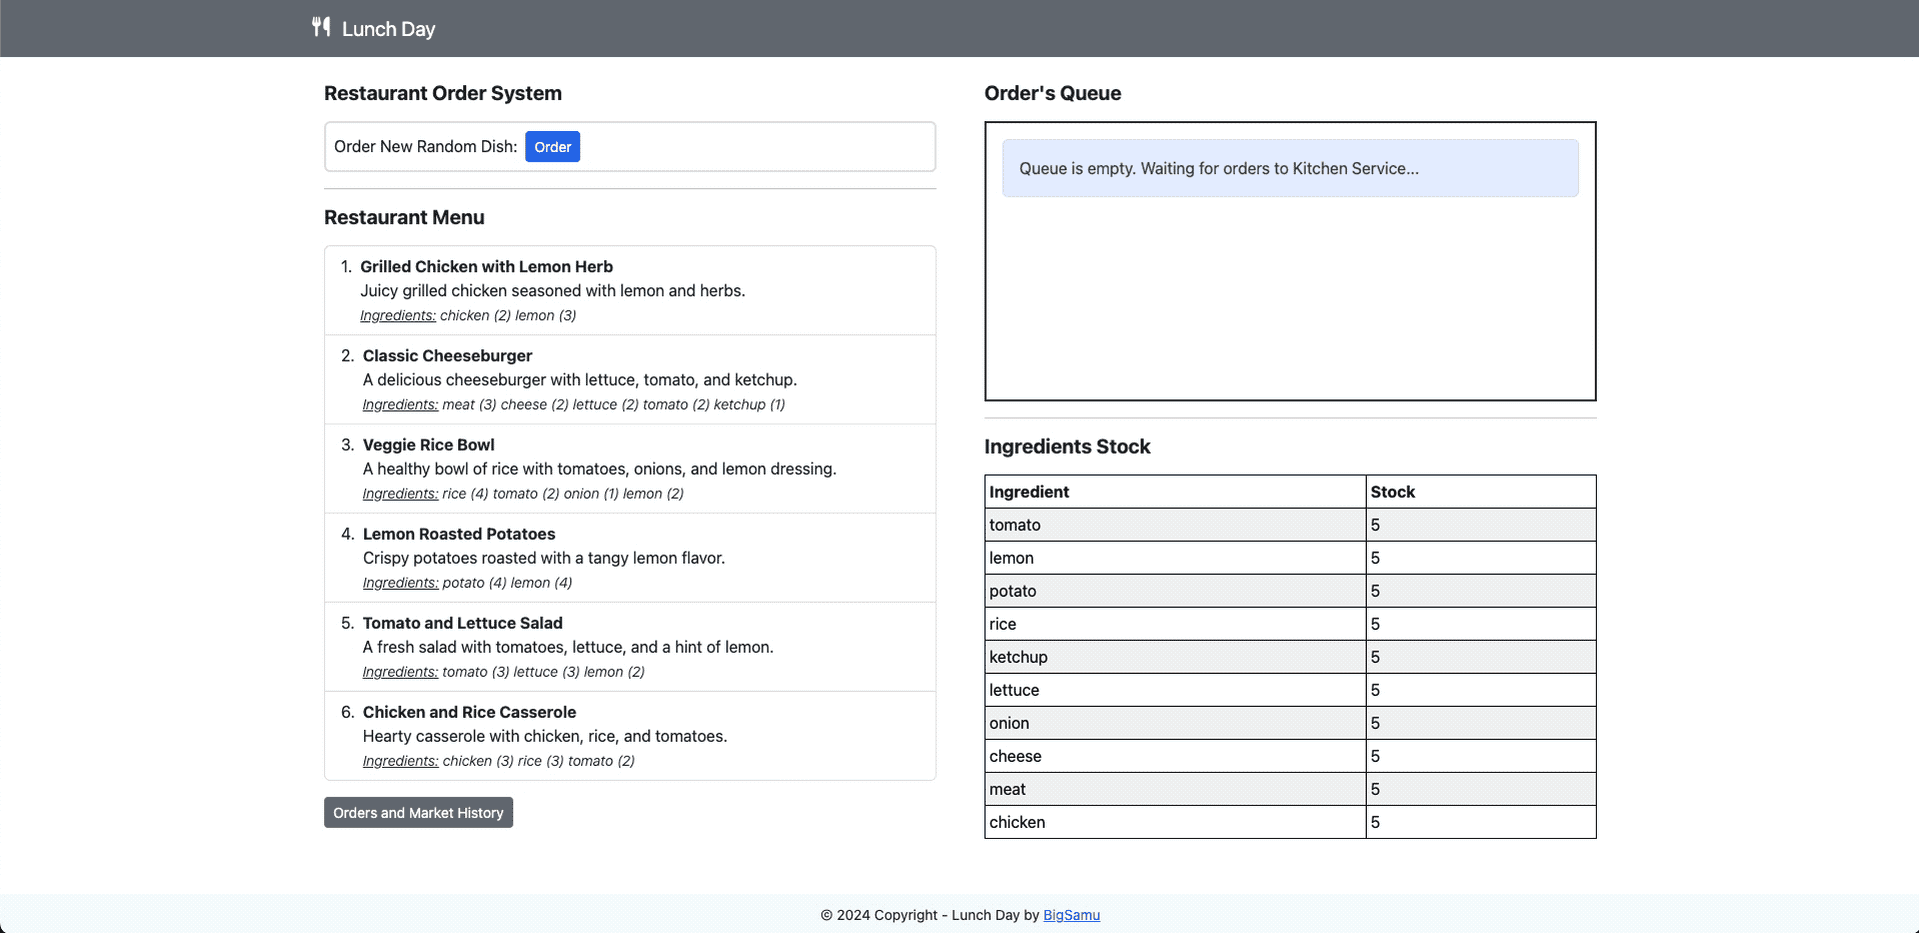 Lunch Day
Restaurant Order System
Order New Random Dish: Order
Restaurant Menu
1. Grilled Chicken with Lemon Herb
Juicy grilled chicken seasoned with lemon and herbs.
Ingredients: chicken (2) lemon (3)
2. Classic Cheeseburger
A delicious cheeseburger with lettuce, tomato, and ketchup.
Ingredients: meat (3) cheese (2) lettuce (2) tomato (2) ketchup (1)
3. Veggie Rice Bowl
A healthy bowl of rice with tomatoes, onions, and lemon dressing.
Ingredients: rice (4) tomato (2) onion (1) lemon (2)
4. Lemon Roasted Potatoes
Crispy potatoes roasted with a tangy lemon flavor.
Ingredients: potato (4) lemon (4)
5. Tomato and Lettuce Salad
A fresh salad with tomatoes, lettuce, and a hint of lemon.
Ingredients: tomato (3) lettuce (3) lemon (2)
6. Chicken and Rice Casserole
Hearty casserole with chicken, rice, and tomatoes.
Ingredients: chicken (3) rice (3) tomato (2)
Orders and Market History
Order's Queue
Queue is empty. Waiting for orders to Kitchen Service...
Ingredients Stock
Ingredient Stock
tomato 5
lemon 5
potato 5
rice 5
ketchup 5
lettuce 5
onion 5
cheese 5
meat 5
chicken 5
© 2024 Copyright - Lunch Day by BigSamu